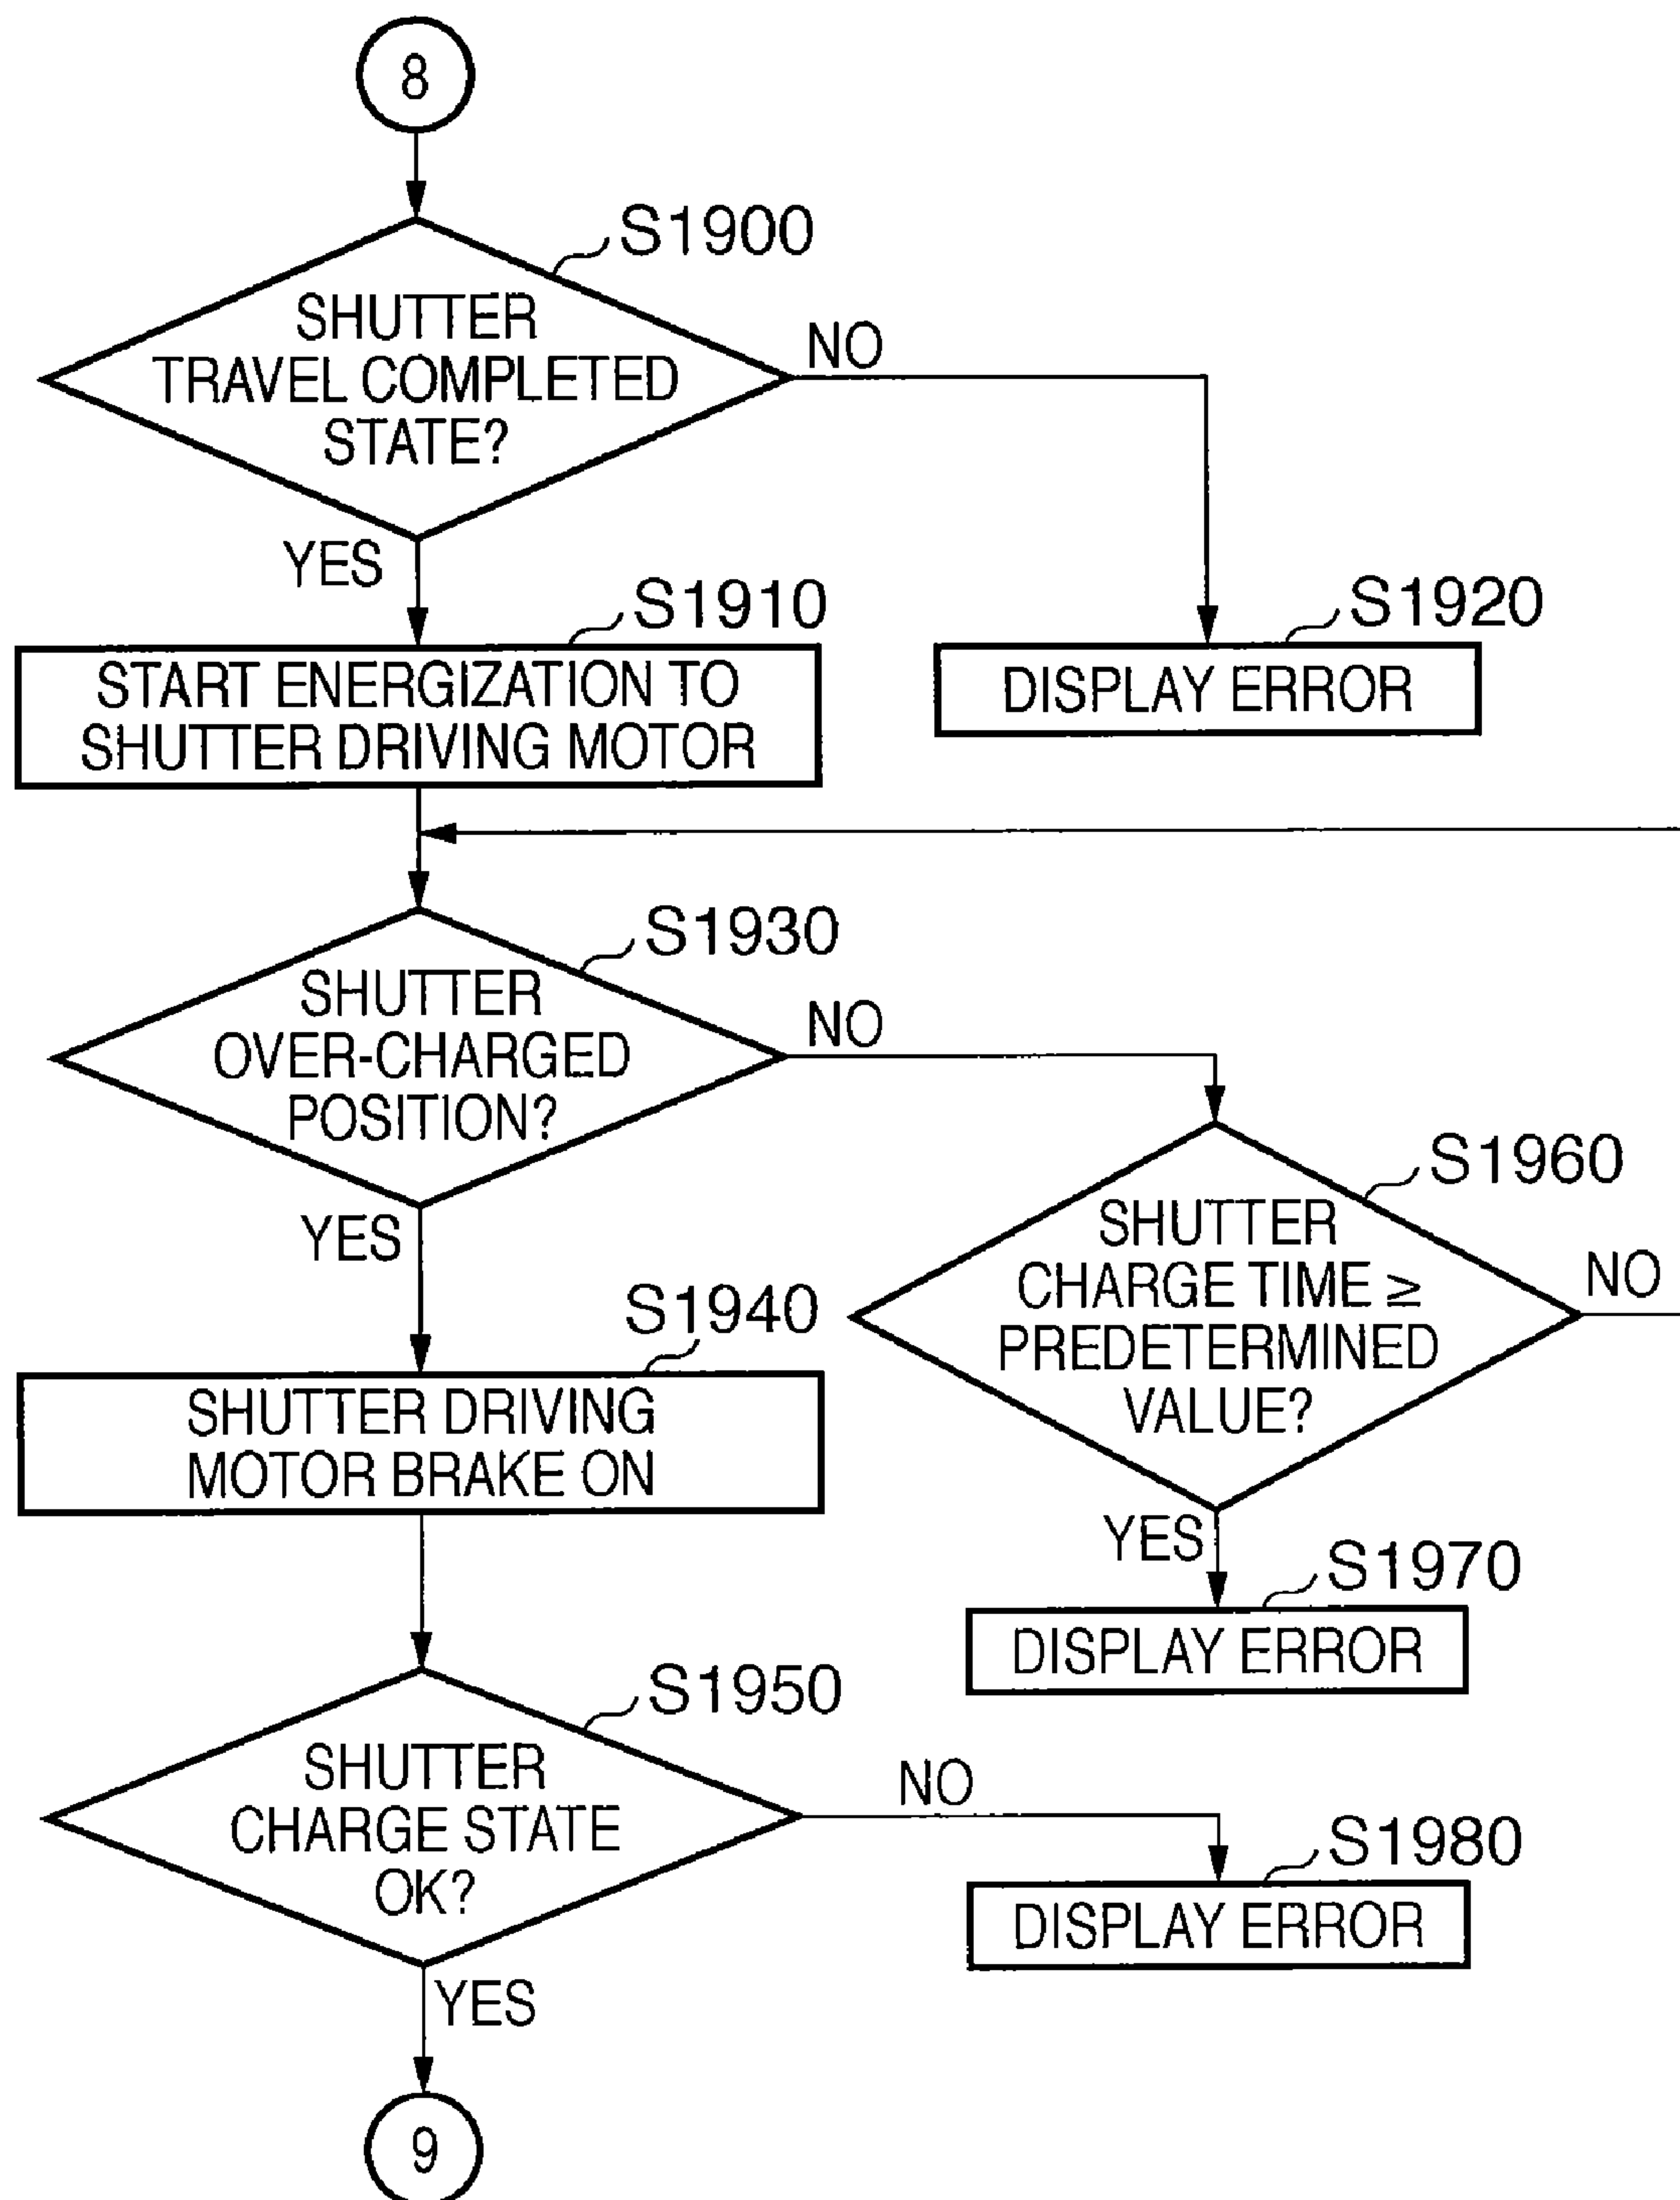 8
S1900
SHUTTER
TRAVEL COMPLETED
STATE?
NO
YES
S1910
START ENERGIZATION TO
SHUTTER DRIVING MOTOR
S1920
DISPLAY ERROR
S1930
SHUTTER
OVER-CHARGED
POSITION?
NO
YES
S1960
SHUTTER
CHARGE TIME ≥
PREDETERMINED
VALUE?
NO
YES
S1940
SHUTTER DRIVING
MOTOR BRAKE ON
S1970
DISPLAY ERROR
S1950
SHUTTER
CHARGE STATE
OK?
NO
YES
S1980
DISPLAY ERROR
9